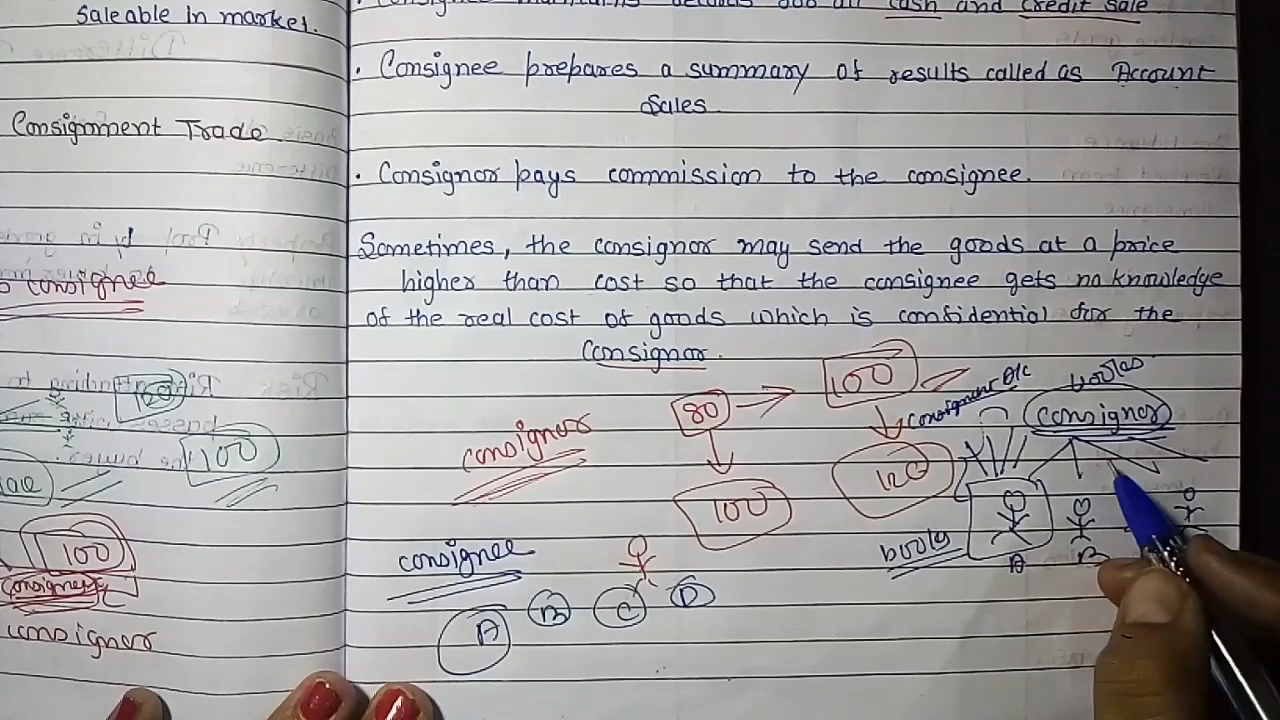 Saleable in market.
Consignment Trade
consignee
100
100
100
consignor
cash and Credit Sale
• Consignee prepares a summary of results called as Account
Sales.
• Consignor pays commission to the consignee.
Sometimes, the consignor may send the goods at a price
higher than cost so that the consignee gets no knowledge
of the real cost of goods which is confidential for the
Consignor.
80
100
books
consignor
Consignment A/c
consignor
100
120
consignee
books
A
B
A
B
C
D